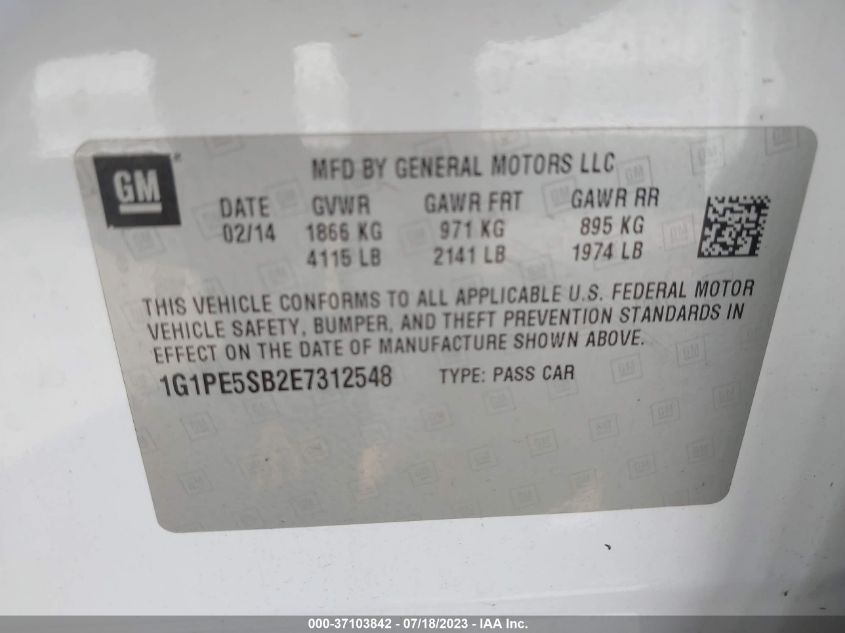 GM
MFD BY GENERAL MOTORS LLC
DATE GVWR GAWR FRT GAWR RR
02/14 1866 KG 971 KG 895 KG
4115 LB 2141 LB 1974 LB
THIS VEHICLE CONFORMS TO ALL APPLICABLE U.S. FEDERAL MOTOR
VEHICLE SAFETY, BUMPER, AND THEFT PREVENTION STANDARDS IN
EFFECT ON THE DATE OF MANUFACTURE SHOWN ABOVE.
1G1PE5SB2E7312548 TYPE: PASS CAR
000-37103842 - 07/18/2023 - IAA Inc.